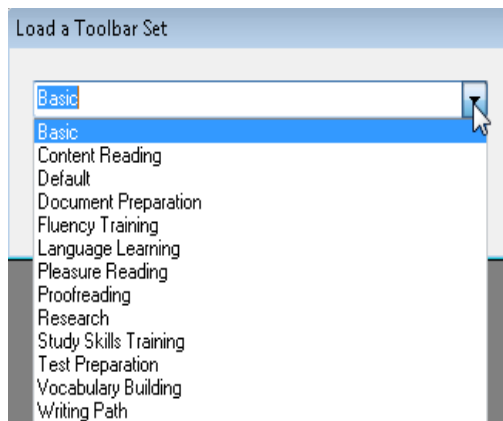 Load a Toolbar Set
Basic
Basic
Content Reading
Default
Document Preparation
Fluency Training
Language Learning
Pleasure Reading
Proofreading
Research
Study Skills Training
Test Preparation
Vocabulary Building
Writing Path